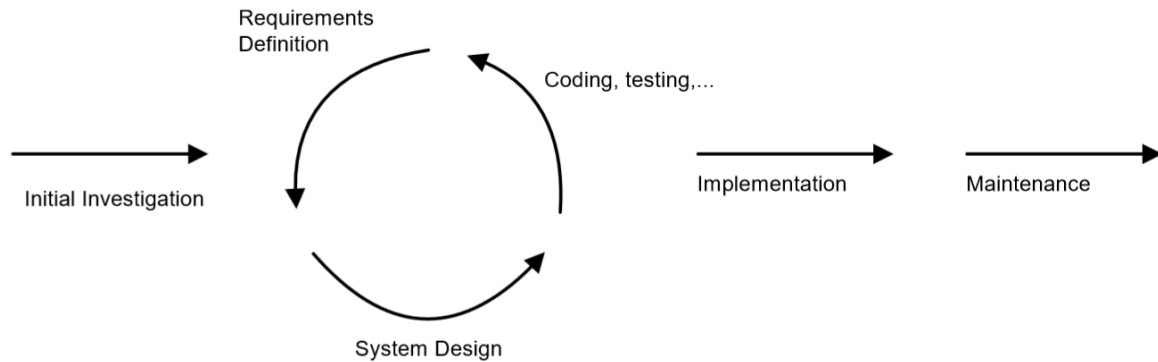 Requirements
Definition
Coding, testing,...
Initial Investigation
Implementation
Maintenance
System Design